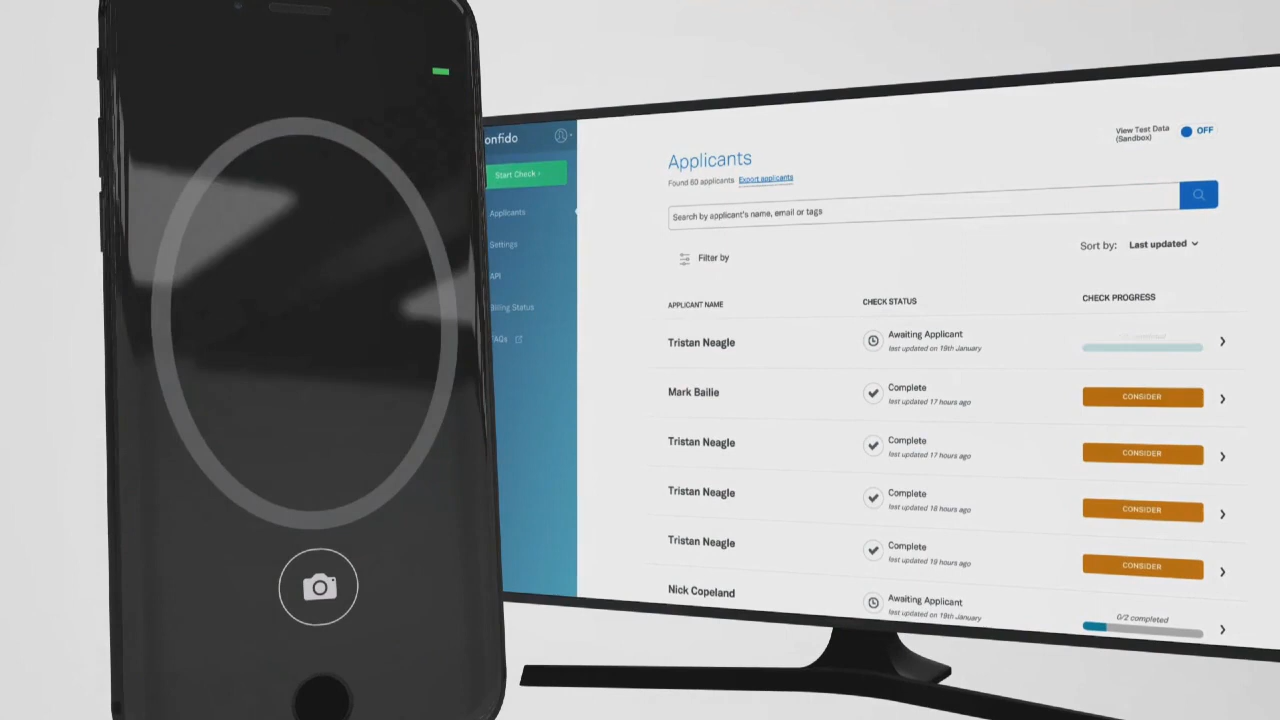 onfido
Start Check ›
Applicants
Settings
API
Billing Status
FAQs
View Test Data
(Sandbox)
OFF
Applicants
Found 60 applicants Export applicants
Search by applicant's name, email or tags
Filter by
Sort by: Last updated
APPLICANT NAME CHECK STATUS CHECK PROGRESS
Tristan Neagle
Awaiting Applicant
last updated on 19th January
Mark Bailie
Complete
last updated 17 hours ago
CONSIDER
Tristan Neagle
Complete
last updated 17 hours ago
CONSIDER
Tristan Neagle
Complete
last updated 18 hours ago
CONSIDER
Tristan Neagle
Complete
last updated 19 hours ago
CONSIDER
Nick Copeland
Awaiting Applicant
last updated on 19th January
0/2 completed